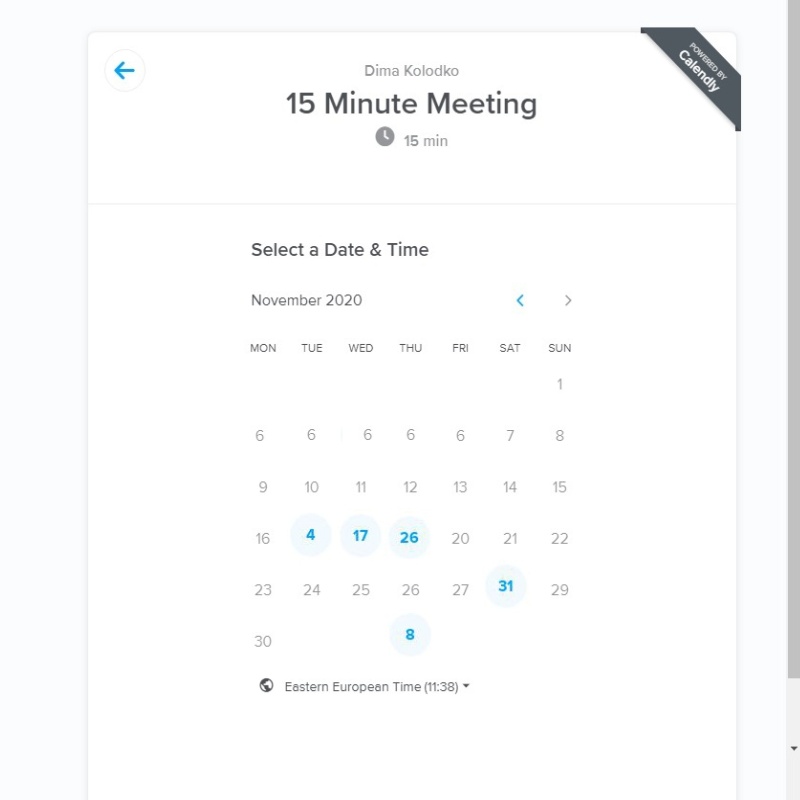 POWERED BY
Calendly
Dima Kolodko
15 Minute Meeting
15 min
Select a Date & Time
November 2020
MON TUE WED THU FRI SAT SUN
1
6 6 6 6 6 7 8
9 10 11 12 13 14 15
16 4 17 26 20 21 22
23 24 25 26 27 31 29
30 8
Eastern European Time (11:38)